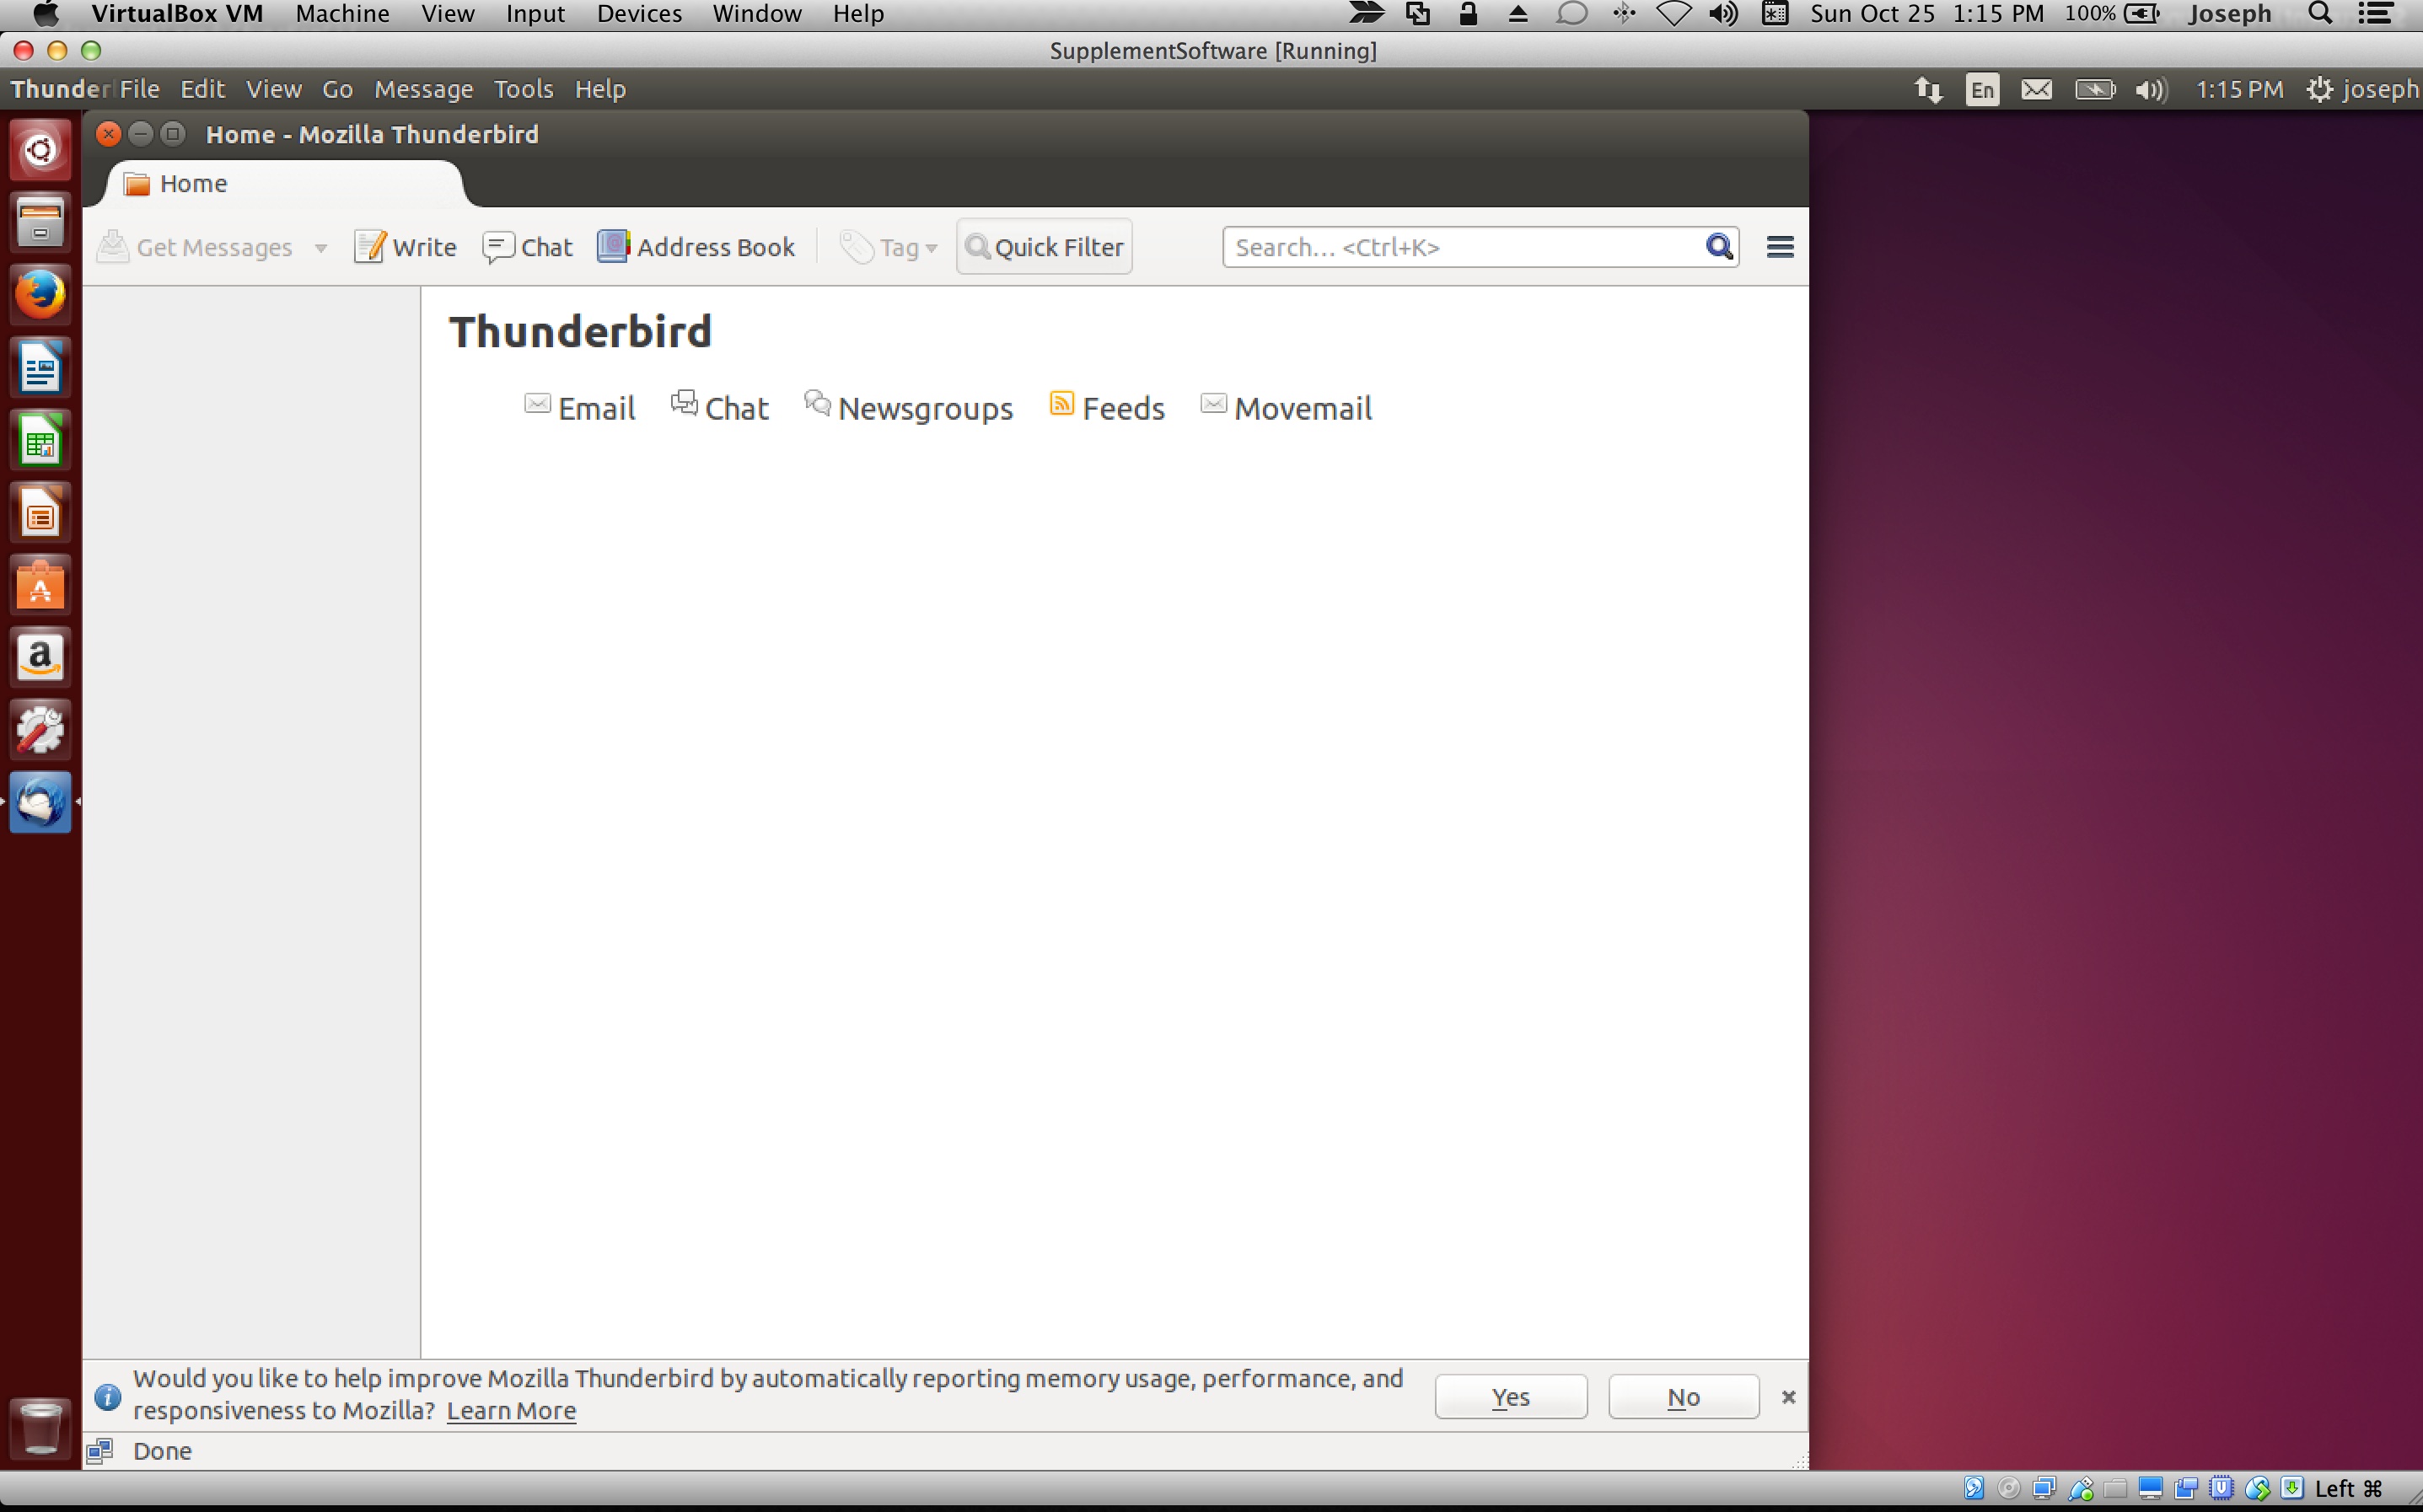 VirtualBox VM Machine View Input Devices Window Help Sun Oct 25 1:15 PM 100% Joseph
SupplementSoftware [Running]
Thunder File Edit View Go Message Tools Help En 1:15 PM joseph
Home - Mozilla Thunderbird
Home
Get Messages Write Chat Address Book Tag Quick Filter Search... <Ctrl+K>
Thunderbird
Email Chat Newsgroups Feeds Movemail
Would you like to help improve Mozilla Thunderbird by automatically reporting memory usage, performance, and
responsiveness to Mozilla? Learn More Yes No
Done
Left ⌘